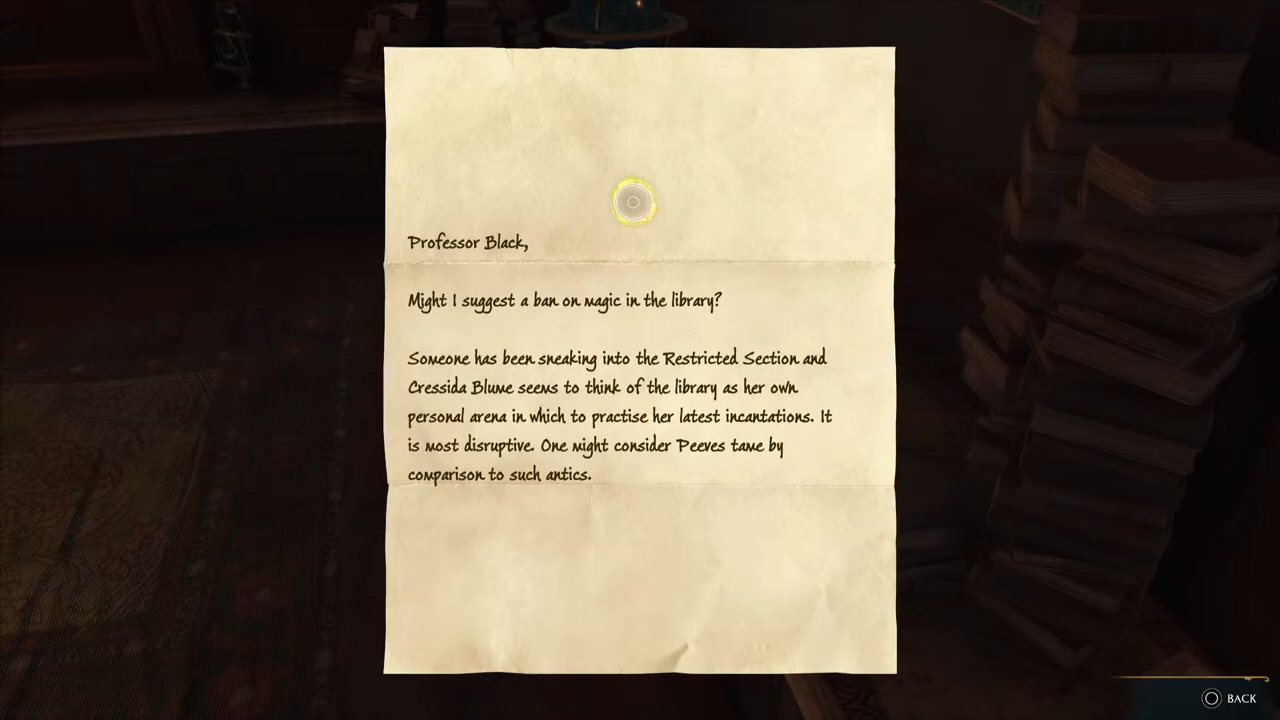 Professor Black,
Might I suggest a ban on magic in the library?
Someone has been sneaking into the Restricted Section and
Cressida Blume seems to think of the library as her own
personal arena in which to practise her latest incantations. It
is most disruptive. One might consider Peeves tame by
comparison to such antics.
BACK